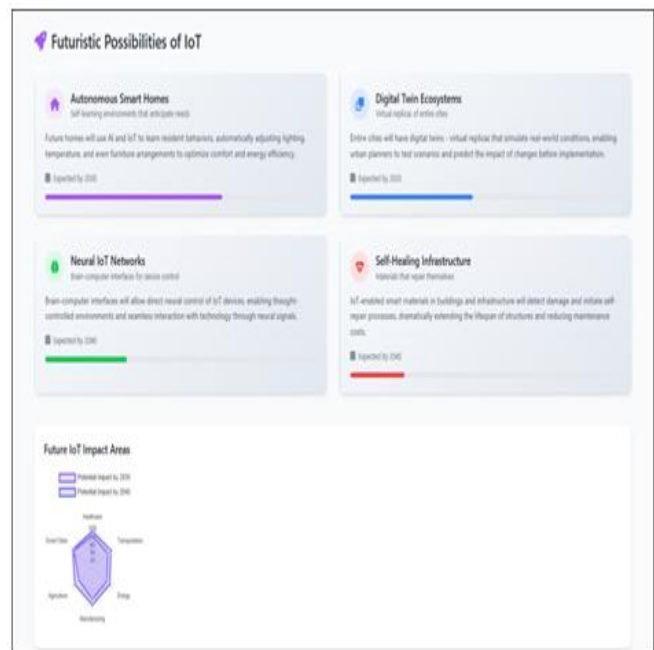 Futuristic Possibilities of IoT
Autonomous Smart Homes
Self-learning environments that anticipate needs
Future homes will use AI and IoT to learn resident behaviors, automatically adjusting lighting,
temperature, and even furniture arrangements to optimize comfort and energy efficiency.
Expected by
Digital Twin Ecosystems
Virtual replicas of entire cities
Entire cities will have digital twins - virtual replicas that simulate real-world conditions, enabling
urban planners to test scenarios and predict the impact of changes before implementation.
Expected by
Neural IoT Networks
Brain-computer interfaces for device control
Brain-computer interfaces will allow direct neural control of IoT devices, enabling thought-
controlled environments and seamless interaction with technology through neural signals.
Expected by 2040
Self-Healing Infrastructure
Materials that repair themselves
IoT-enabled smart materials in buildings and infrastructure will detect damage and initiate self-
repair processes, dramatically extending the lifespan of structures and reducing maintenance
costs.
Expected by 2045
Future IoT Impact Areas
Potential Impact by 2030
Potential Impact by 2040
Healthcare
Smart Cities
Transportation
Agriculture
Energy
Manufacturing